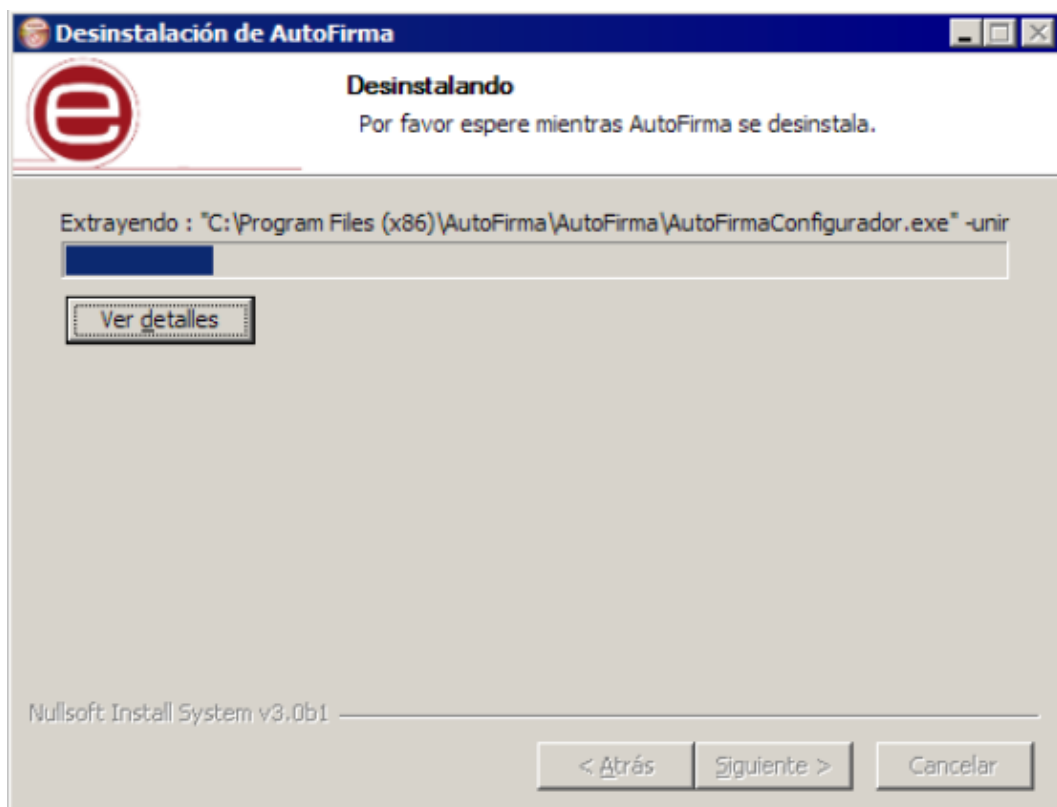 Desinstalación de AutoFirma
Desinstalando
Por favor espere mientras AutoFirma se desinstala.
Extrayendo : "C:\Program Files (x86)\AutoFirma\AutoFirma\AutoFirmaConfigurador.exe" -unir
Ver detalles
Nullsoft Install System v3.0b1
< Atrás Siguiente > Cancelar